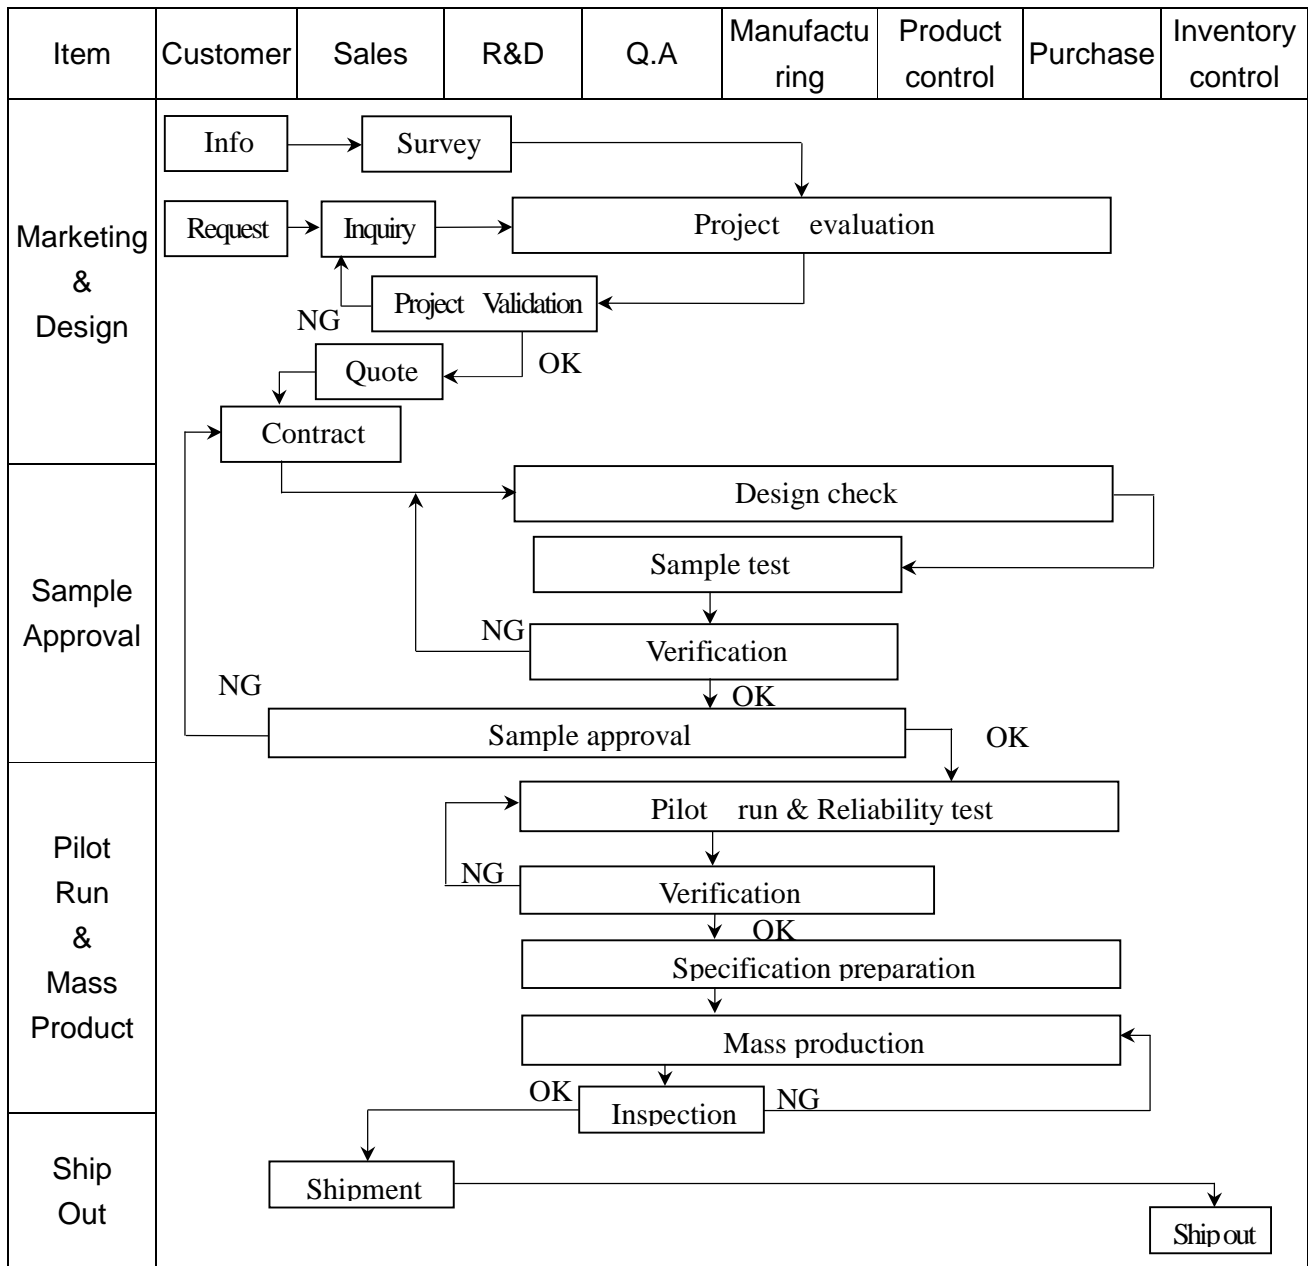 Item
Customer
Sales
R&D
Q.A
Manufactu
ring
Product
control
Purchase
Inventory
control
Marketing
&
Design
Info
Survey
Request
Inquiry
Project evaluation
Project Validation
NG
OK
Quote
Contract
Sample
Approval
Design check
Sample test
NG
Verification
OK
NG
Sample approval
OK
Pilot
Run
&
Mass
Product
Pilot run & Reliability test
NG
Verification
OK
Specification preparation
Mass production
OK
Inspection
NG
Ship
Out
Shipment
Ship out